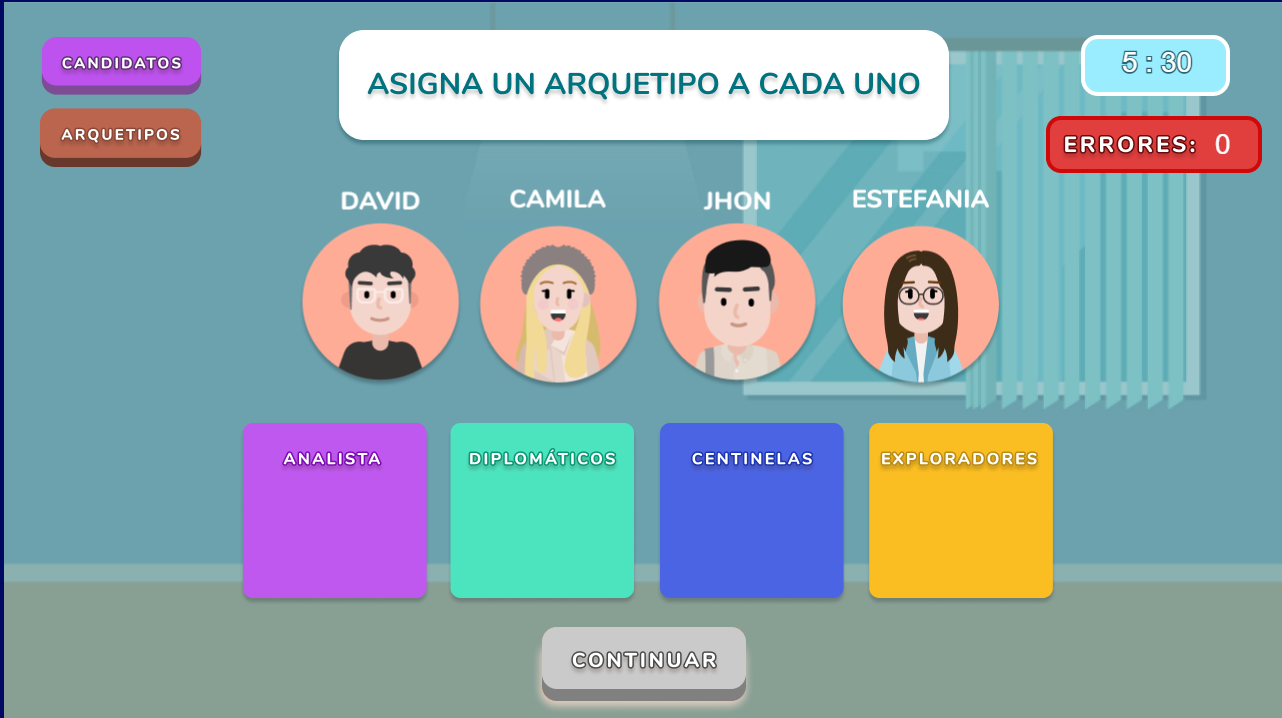 CANDIDATOS
ARQUETIPOS
ASIGNA UN ARQUETIPO A CADA UNO
5 : 30
ERRORES: 0
DAVID
CAMILA
JHON
ESTEFANIA
ANALISTA
DIPLOMÁTICOS
CENTINELAS
EXPLORADORES
CONTINUAR